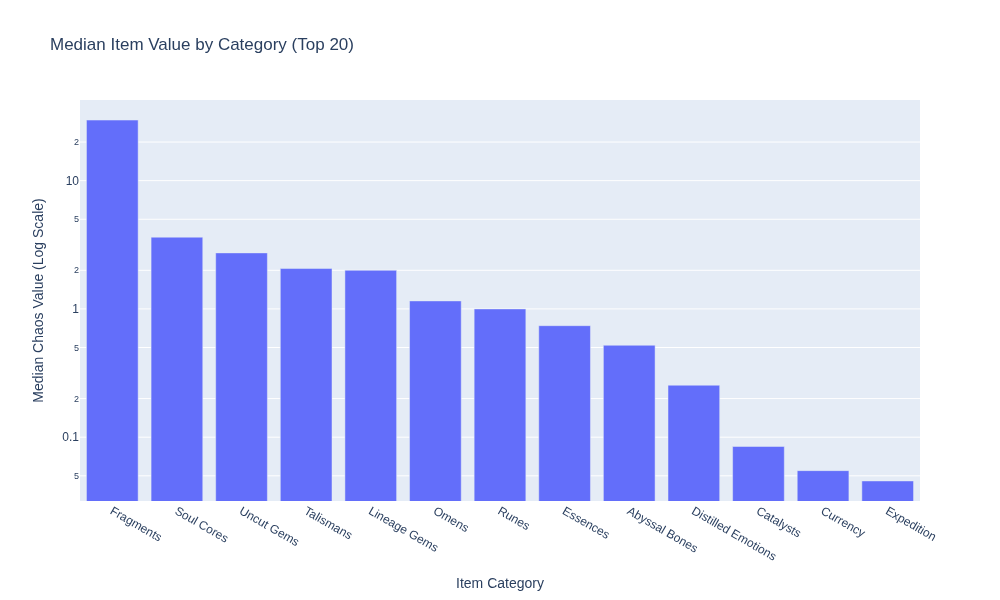 Median Item Value by Category (Top 20)
Median Chaos Value (Log Scale)
2
10
5
2
1
5
2
0.1
5
Fragments
Soul Cores
Uncut Gems
Talismans
Lineage Gems
Omens
Runes
Essences
Abyssal Bones
Distilled Emotions
Catalysts
Currency
Expedition
Item Category